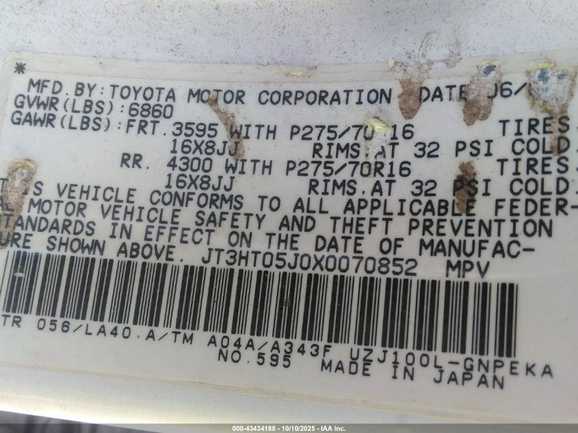 *
MFD.BY:TOYOTA MOTOR CORPORATION DATE 06/
GVWR(LBS):6860
GAWR(LBS):FRT. 3595 WITH P275/70 16 TIRES
16X8JJ RIMS.AT 32 PSI COLD
RR. 4300 WITH P275/70R16 TIRES
16X8JJ RIMS.AT 32 PSI COLD
VEHICLE CONFORMS TO ALL APPLICABLE FEDER-
MOTOR VEHICLE SAFETY AND THEFT PREVENTION
STANDARDS IN EFFECT ON THE DATE OF MANUFAC-
URE SHOWN ABOVE. JT3HT05J0X0070852 MPV
TR 056/LA40.A/TM A04A/A343F UZJ100L-GNPEKA
NO.595 MADE IN JAPAN
000-43434188 - 10/10/2025 - IAA Inc.